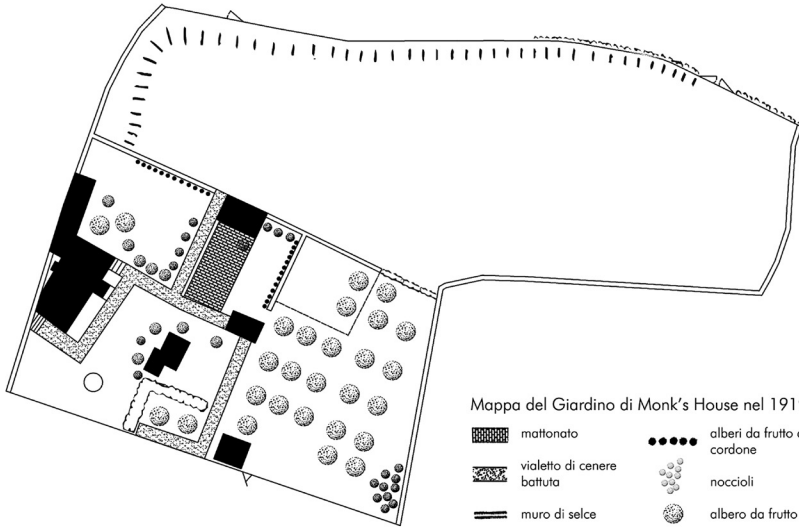 Mappa del Giardino di Monk's House nel
mattonato
alberi da frutto
cordone
vialetto di cenere
battuta
noccioli
muro di selce
albero da frutto